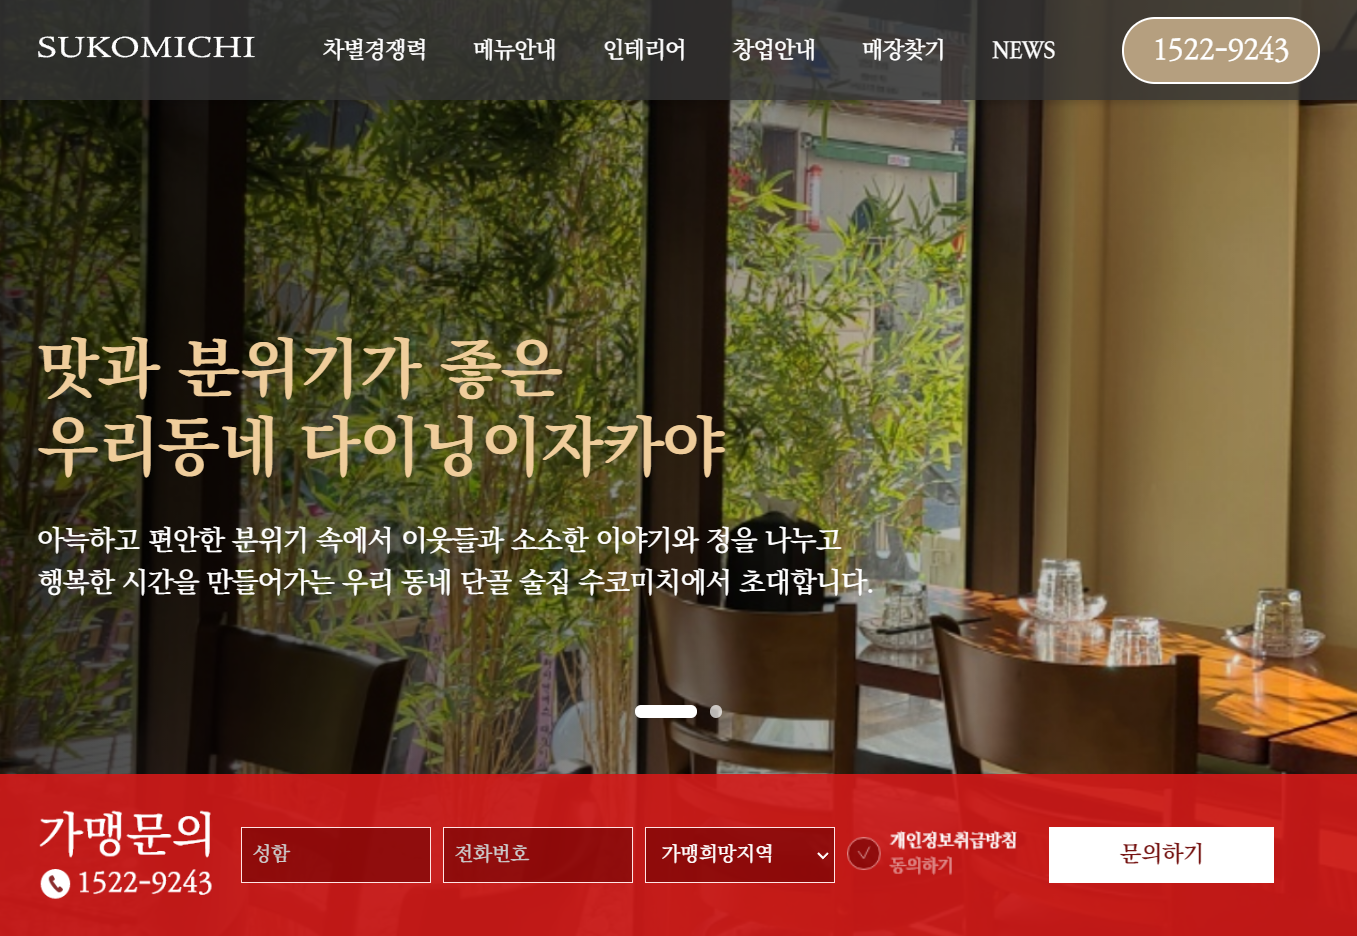 SUKOMICHI 차별경쟁력 메뉴안내 인테리어 창업안내 매장찾기 NEWS 1522-9243
맛과 분위기가 좋은
우리동네 다이닝이자카야
아늑하고 편안한 분위기 속에서 이웃들과 소소한 이야기와 정을 나누고
행복한 시간을 만들어가는 우리 동네 단골 술집 수코미치에서 초대합니다.
가맹문의
1522-9243
성함
전화번호
가맹희망지역
개인정보취급방침
동의하기
문의하기